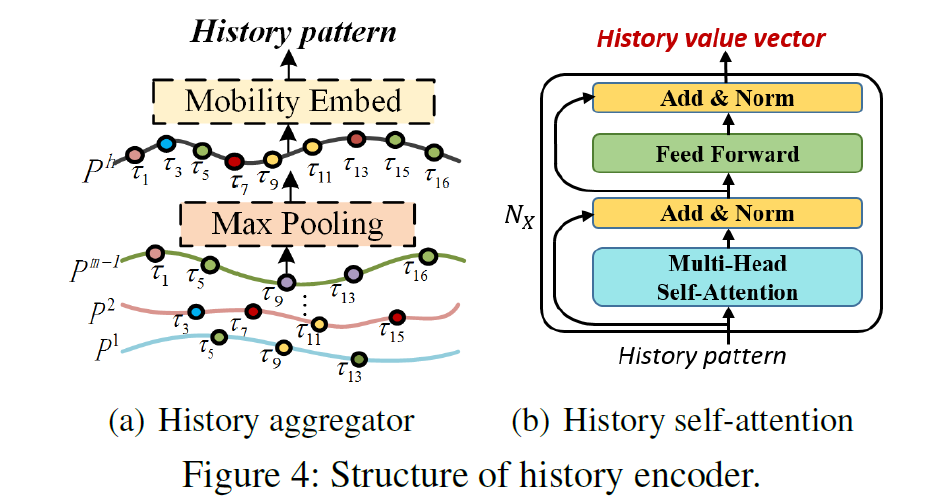 History pattern
Mobility Embed
P^h τ1 τ3 τ5 τ7 τ9 τ11 τ13 τ15 τ16
Max Pooling
P^{m-1} τ1 τ5 τ9 τ13 τ16
P^2 τ3 τ7 ⋮ τ11 τ15
P^1 τ5 τ9 τ13
(a) History aggregator
History value vector
Add & Norm
Feed Forward
N_X
Add & Norm
Multi-Head
Self-Attention
History pattern
(b) History self-attention
Figure 4: Structure of history encoder.